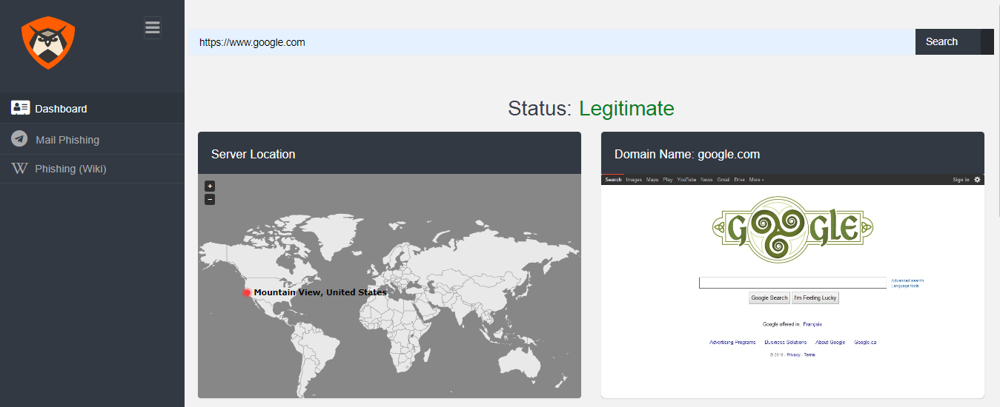 https://www.google.com
Search
Dashboard
Mail Phishing
Phishing (Wiki)
Status: Legitimate
Server Location
+
−
Mountain View, United States
Domain Name: google.com
Search Images Maps Play YouTube News Gmail Drive More
Sign in
GOOGLE
Advanced search
Language tools
Google Search
I'm Feeling Lucky
Google offered in: Français
Advertising Programs Business Solutions About Google Google.ca
© 2019 - Privacy - Terms